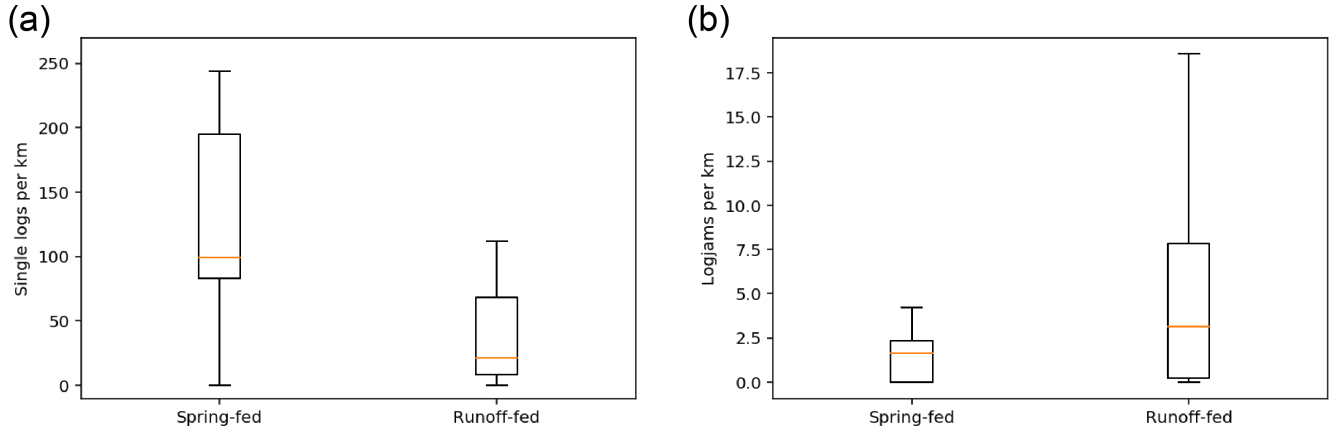 (a)
Single logs per km
250
200
150
100
50
0
Spring-fed
Runoff-fed
(b)
Logjams per km
17.5
15.0
12.5
10.0
7.5
5.0
2.5
0.0
Spring-fed
Runoff-fed